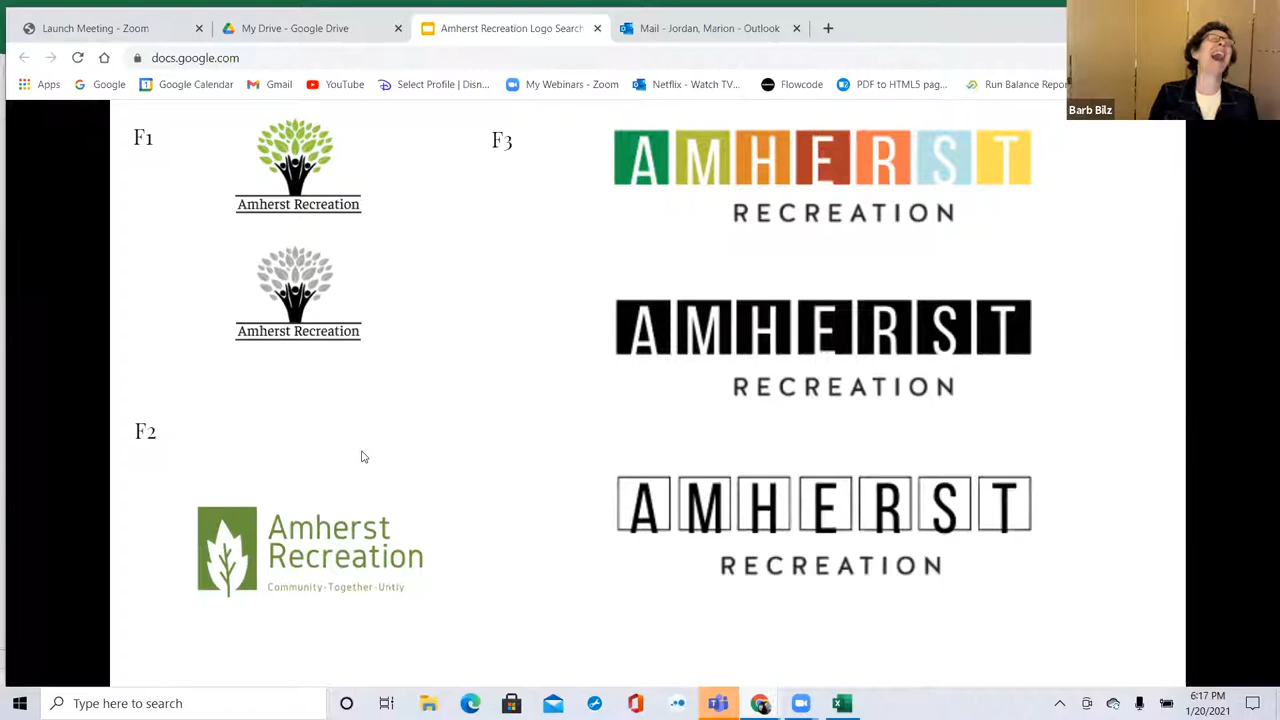 Launch Meeting - Zoom
My Drive - Google Drive
Amherst Recreation Logo Search
Mail - Jordan, Marion - Outlook
docs.google.com
Apps
Google
Google Calendar
Gmail
YouTube
Select Profile | Disn...
My Webinars - Zoom
Netflix - Watch TV...
Flowcode
PDF to HTML5 pag...
Run Balance Repor
Barb Bilz
F1
Amherst Recreation
Amherst Recreation
F2
Amherst
Recreation
Community · Together · Untiy
F3
AMHERST
RECREATION
AMHERST
RECREATION
AMHERST
RECREATION
Type here to search
6:17 PM
1/20/2021